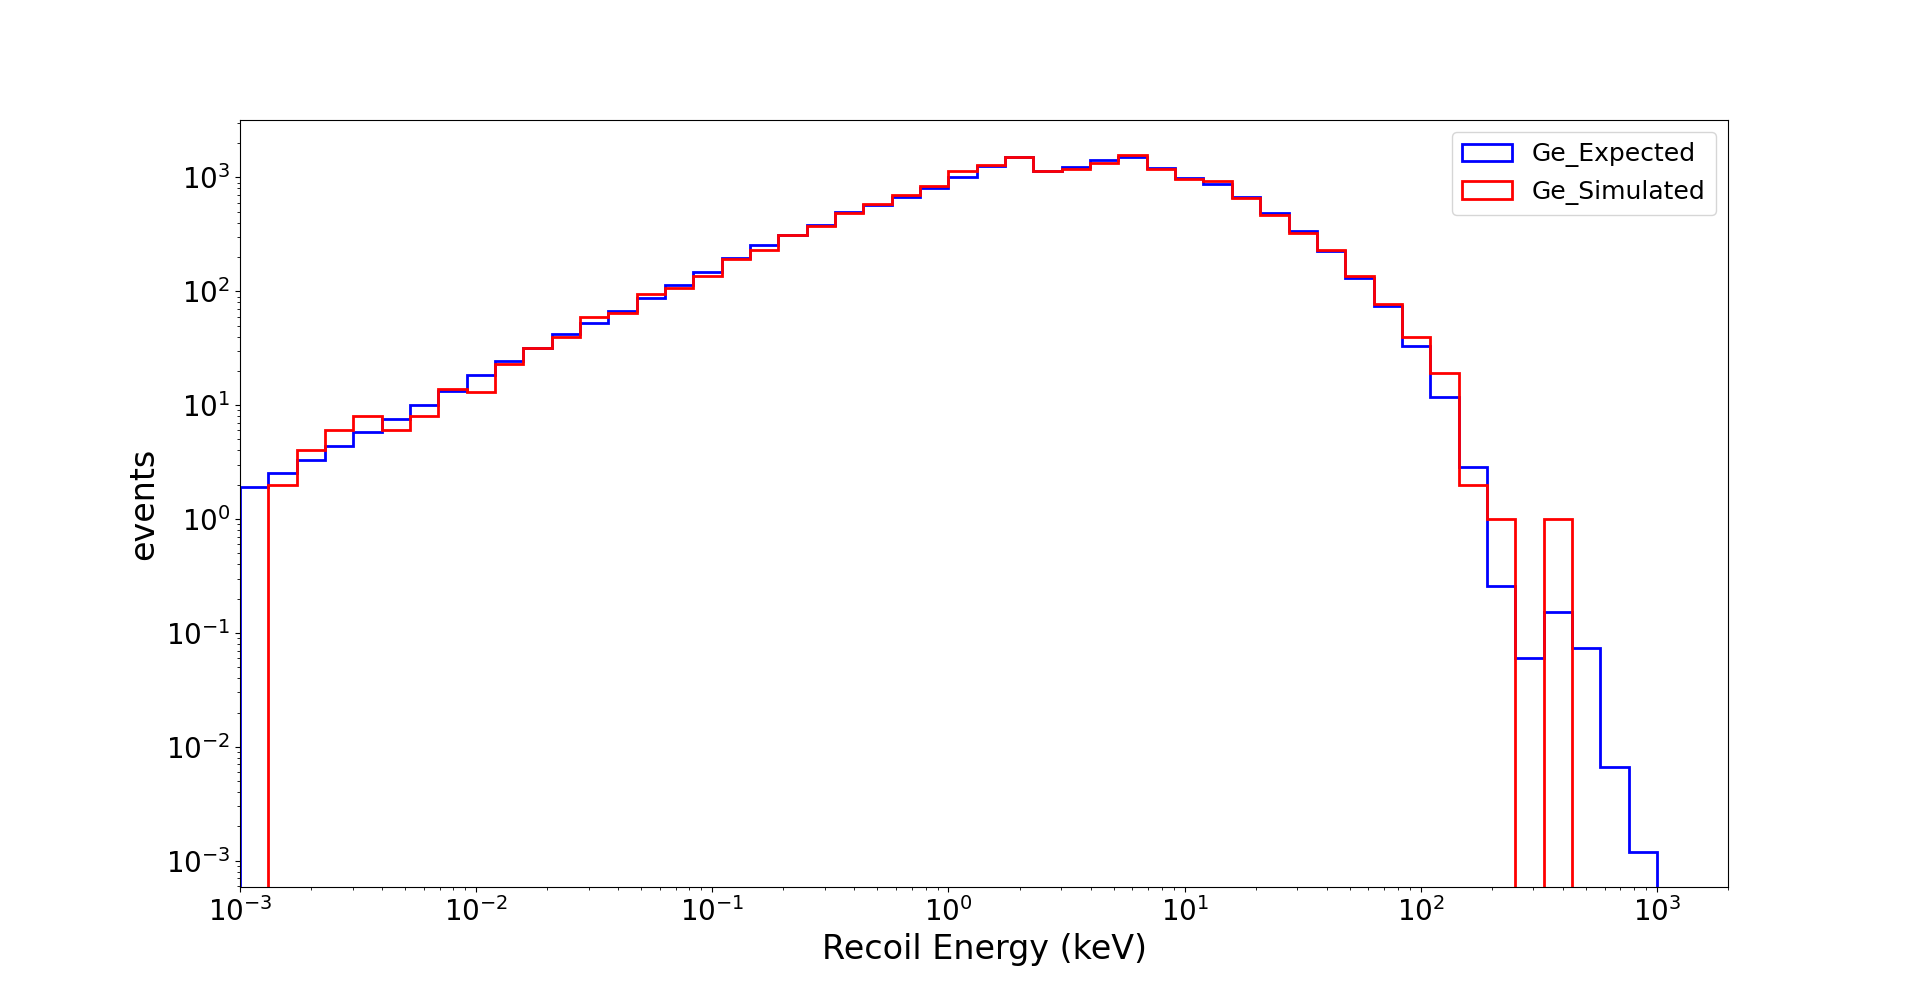 Ge_Expected
Ge_Simulated
events
10³
10²
10¹
10⁰
10⁻¹
10⁻²
10⁻³
10⁻³ 10⁻² 10⁻¹ 10⁰ 10¹ 10² 10³
Recoil Energy (keV)